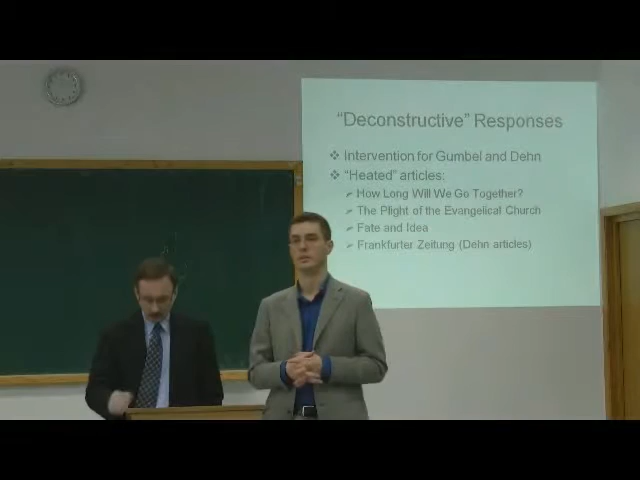 "Deconstructive" Responses
❖ Intervention for Gumbel and Dehn
❖ "Heated" articles:
➢ How Long Will We Go Together?
➢ The Plight of the Evangelical Church
➢ Fate and Idea
➢ Frankfurter Zeitung (Dehn articles)